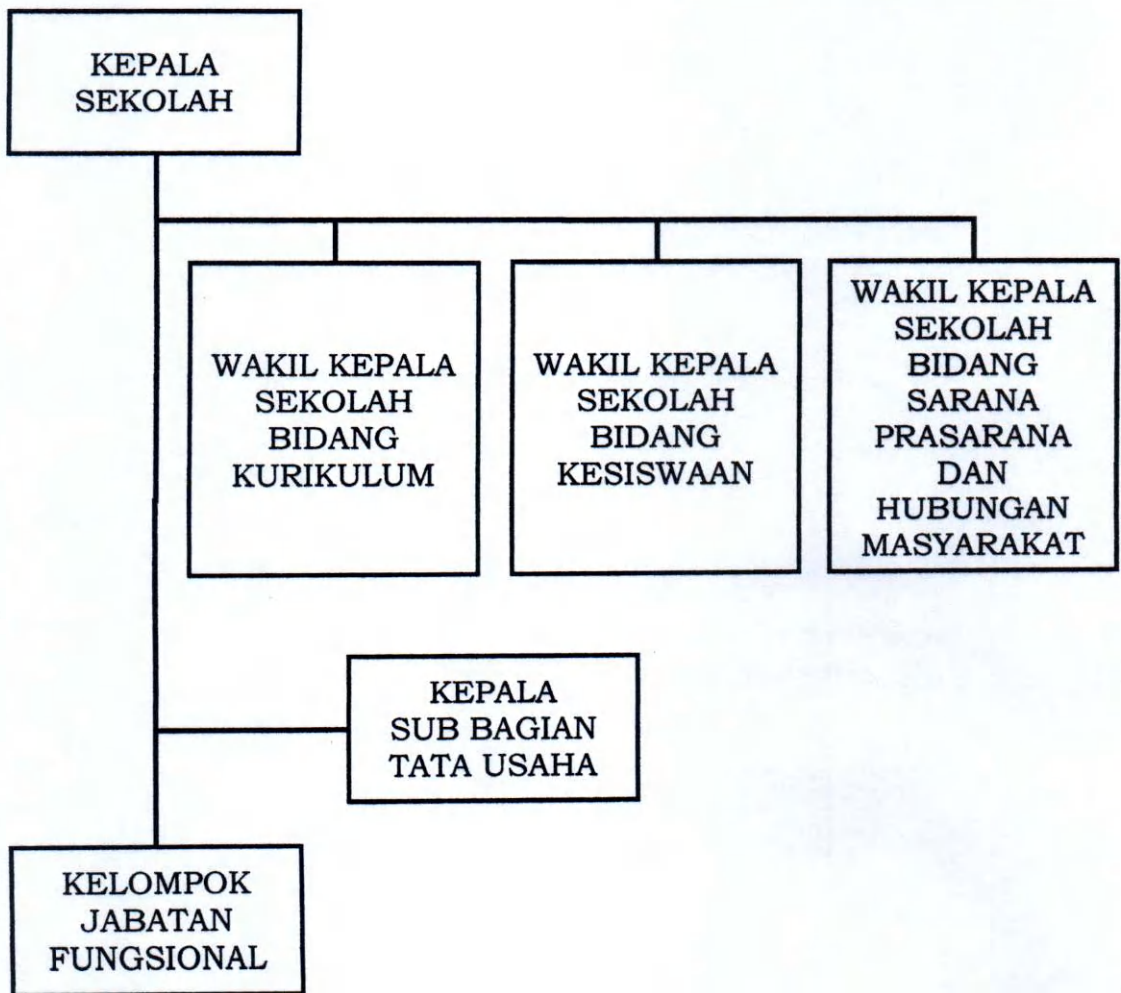 KEPALA
SEKOLAH
WAKIL KEPALA
SEKOLAH
BIDANG
KURIKULUM
WAKIL KEPALA
SEKOLAH
BIDANG
KESISWAAN
WAKIL KEPALA
SEKOLAH
BIDANG
SARANA
PRASARANA
DAN
HUBUNGAN
MASYARAKAT
KEPALA
SUB BAGIAN
TATA USAHA
KELOMPOK
JABATAN
FUNGSIONAL